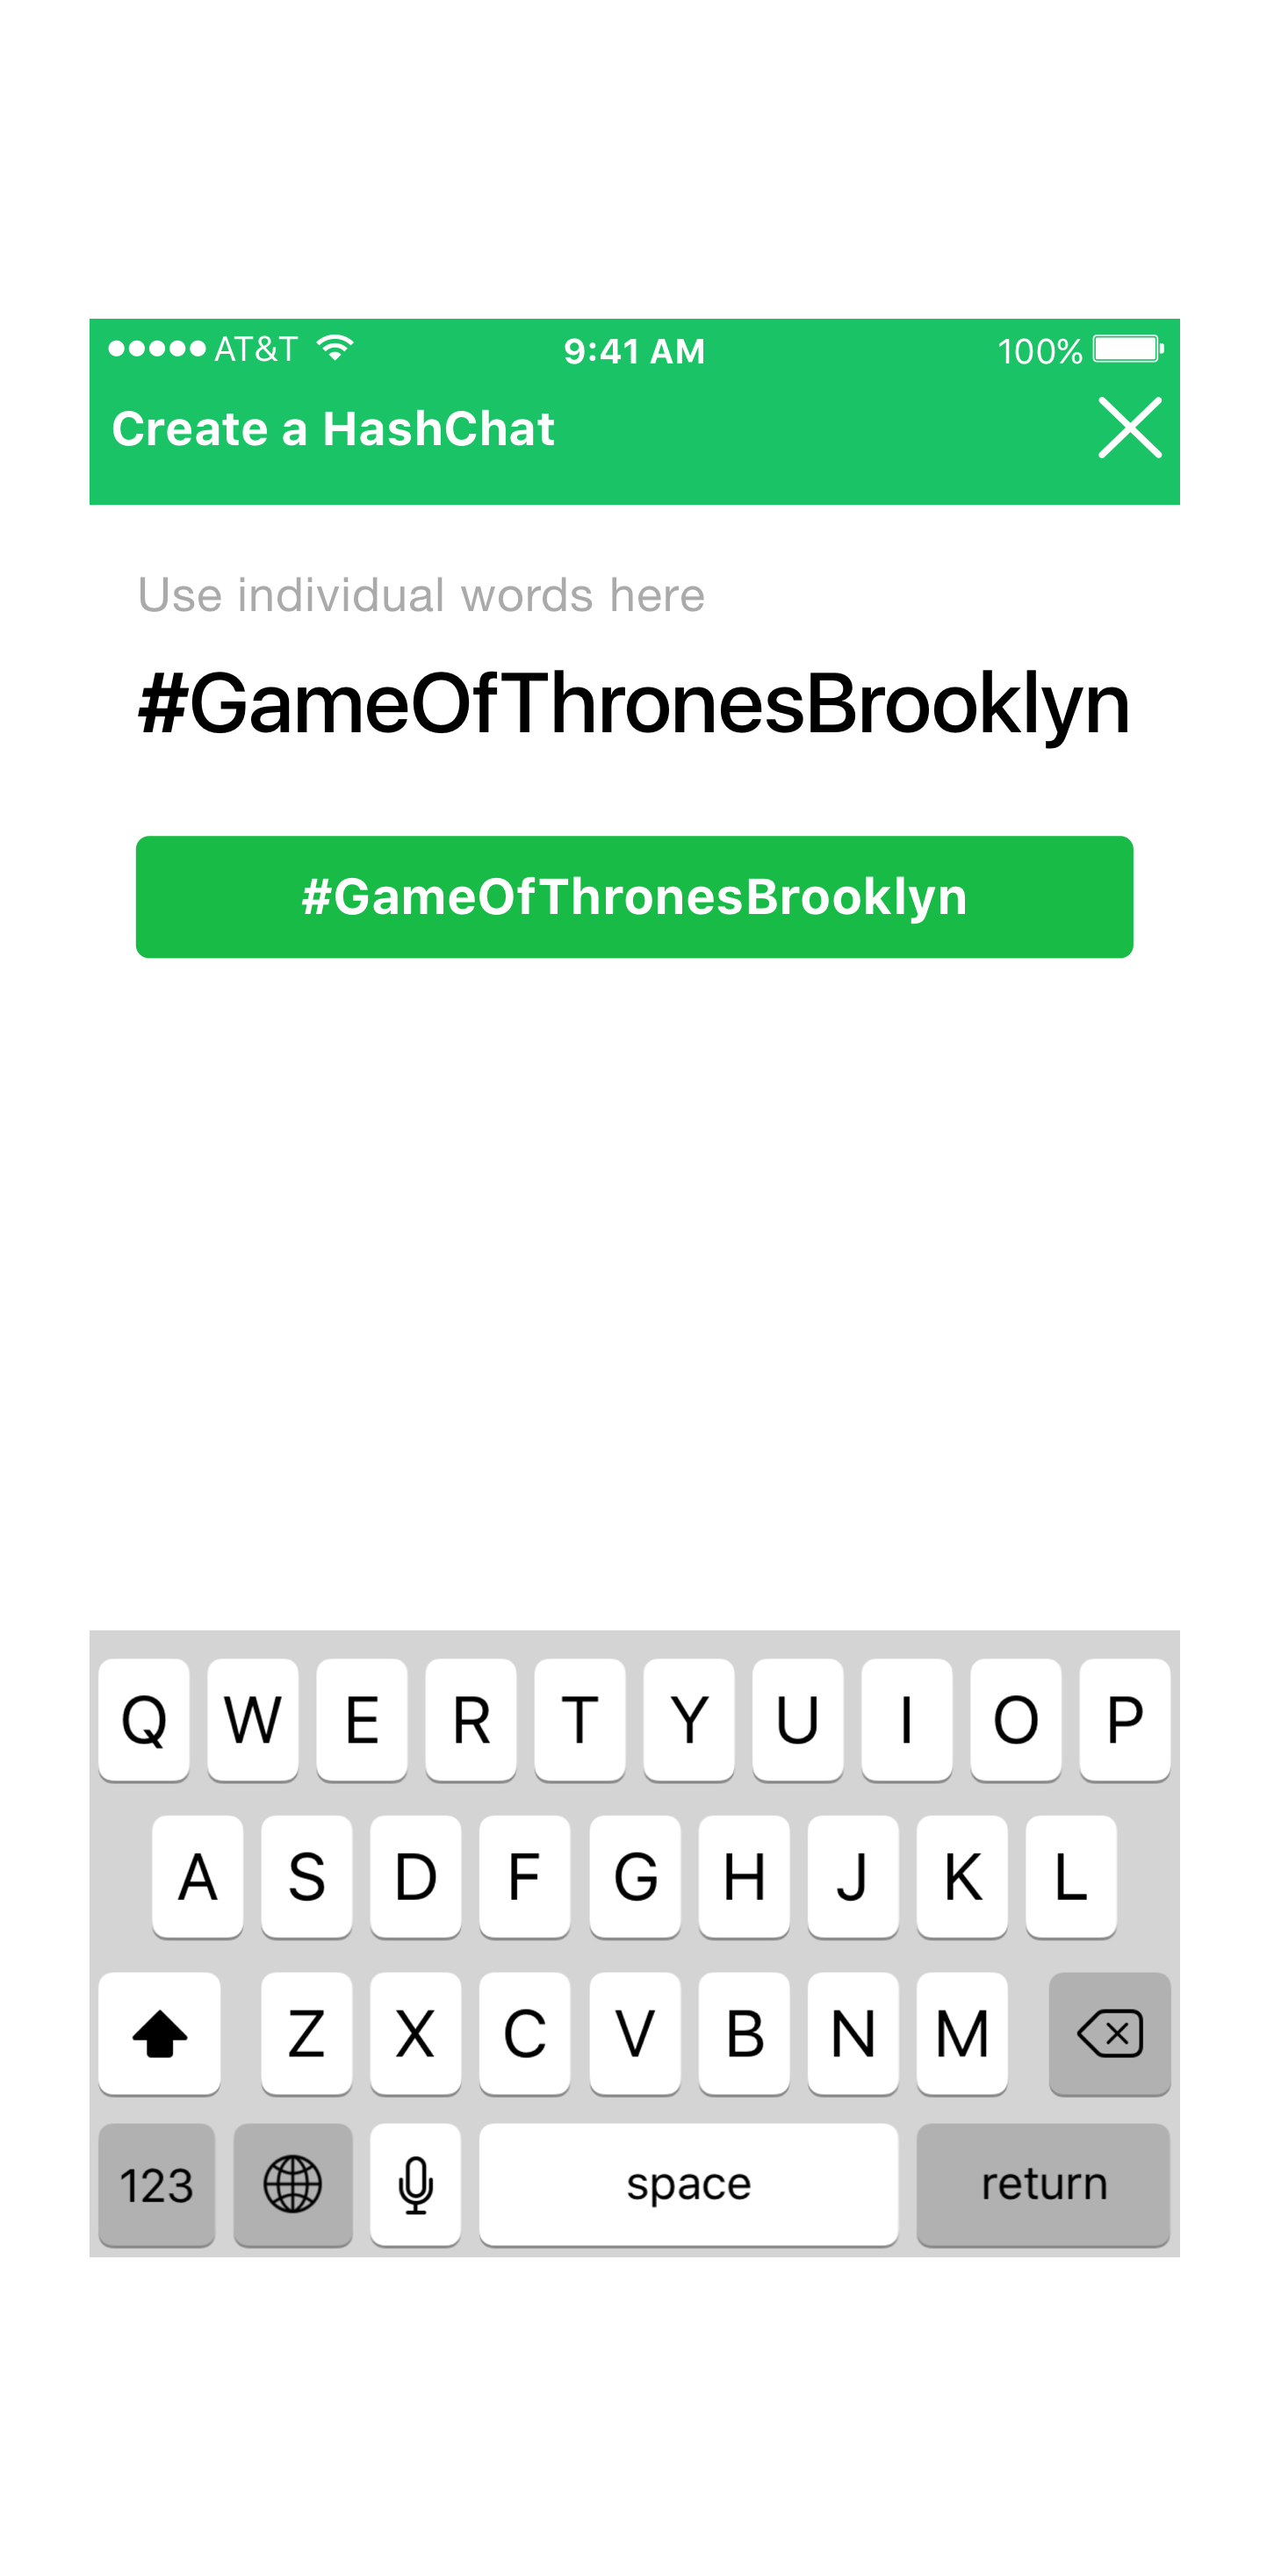 AT&T 9:41 AM 100%
Create a HashChat
Use individual words here
#GameOfThronesBrooklyn
#GameOfThronesBrooklyn
Q W E R T Y U I O P
A S D F G H J K L
Z X C V B N M
123 space return